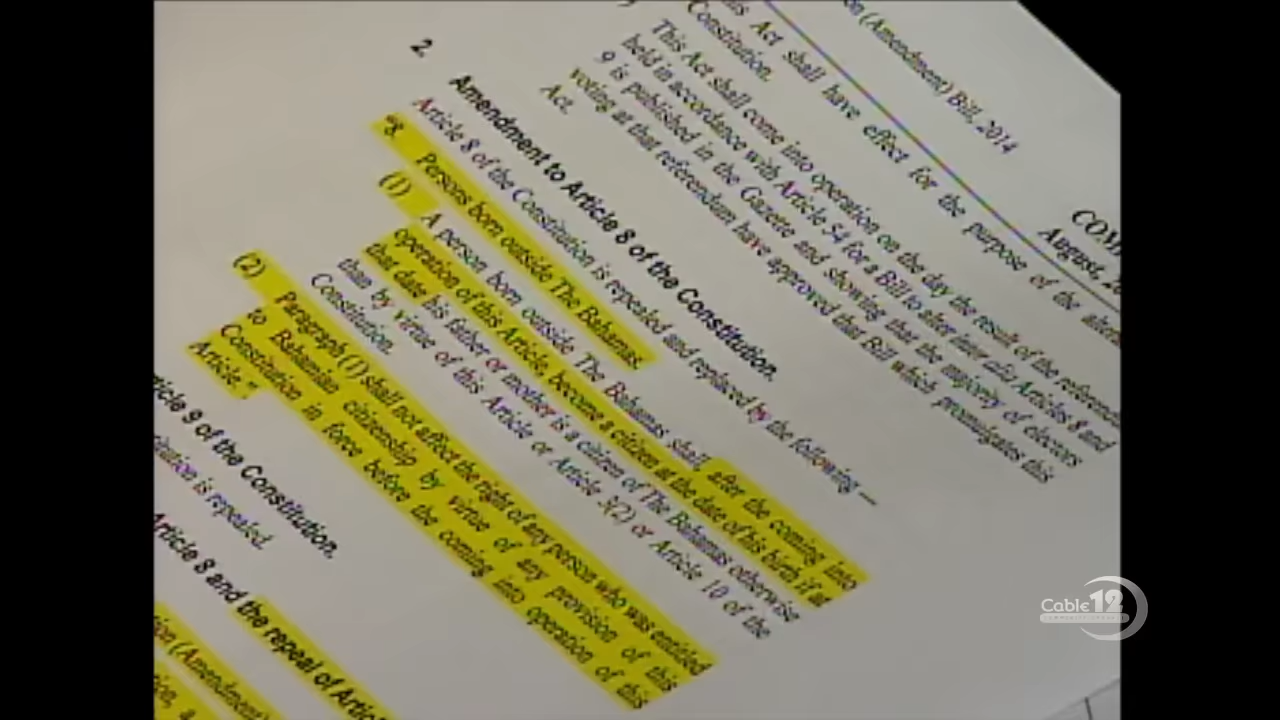 on (Amendment) Bill, 2014
COM
August, 20
his Act shall have effect for the purpose of the
Constitution.
This Act shall come into operation on the day the result of the
held in accordance with Article 54 for a Bill to alter Articles 8 and
9 is published in the Gazette and showing that the majority of electors
voting at that referendum have approved that Bill which promulgates this
Act.
2.
Amendment to Article 8 of the Constitution.
Article 8 of the Constitution is repealed and replaced by the following —
"8. Persons born outside The Bahamas.
(1) A person born outside The Bahamas shall, after the coming into
operation of this Article, become a citizen at the date of his birth if at
that date his father or mother is a citizen of The Bahamas otherwise
than by virtue of this Article or Article 3(2) or Article 10 of the
Constitution.
(2) Paragraph (1) shall not affect the right of any person who was entitled
to Bahamian citizenship by virtue of any provision of this
Constitution in force before the coming into operation of this
Article."
rticle 9 of the Constitution.
is repealed.
Article 8 and the repeal of Artic
(Amendment)
Cable 12